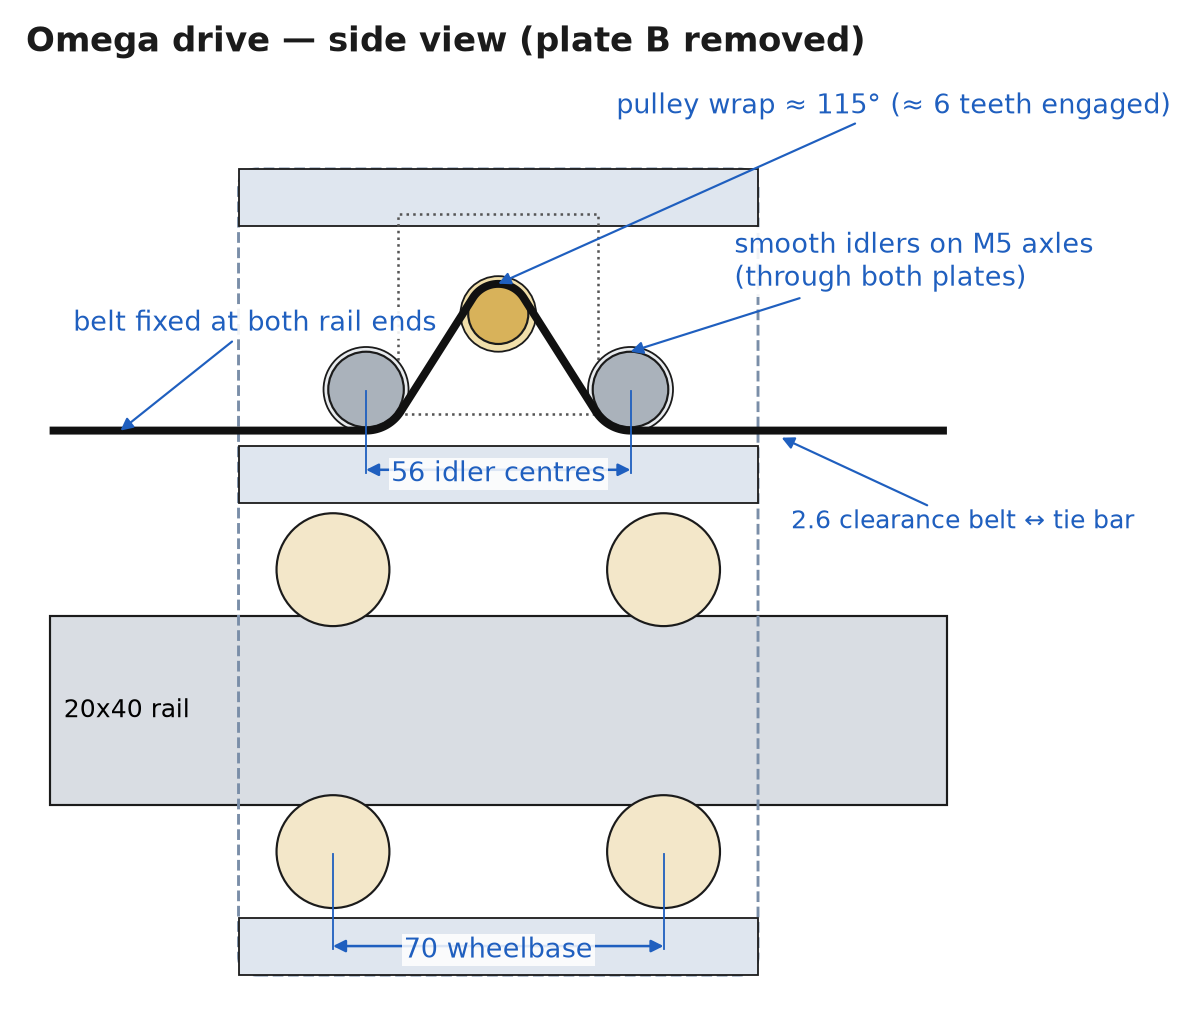 Omega drive — side view (plate B removed)
pulley wrap ≈ 115° (≈ 6 teeth engaged)
smooth idlers on M5 axles
(through both plates)
belt fixed at both rail ends
56 idler centres
2.6 clearance belt ↔ tie bar
20x40 rail
70 wheelbase